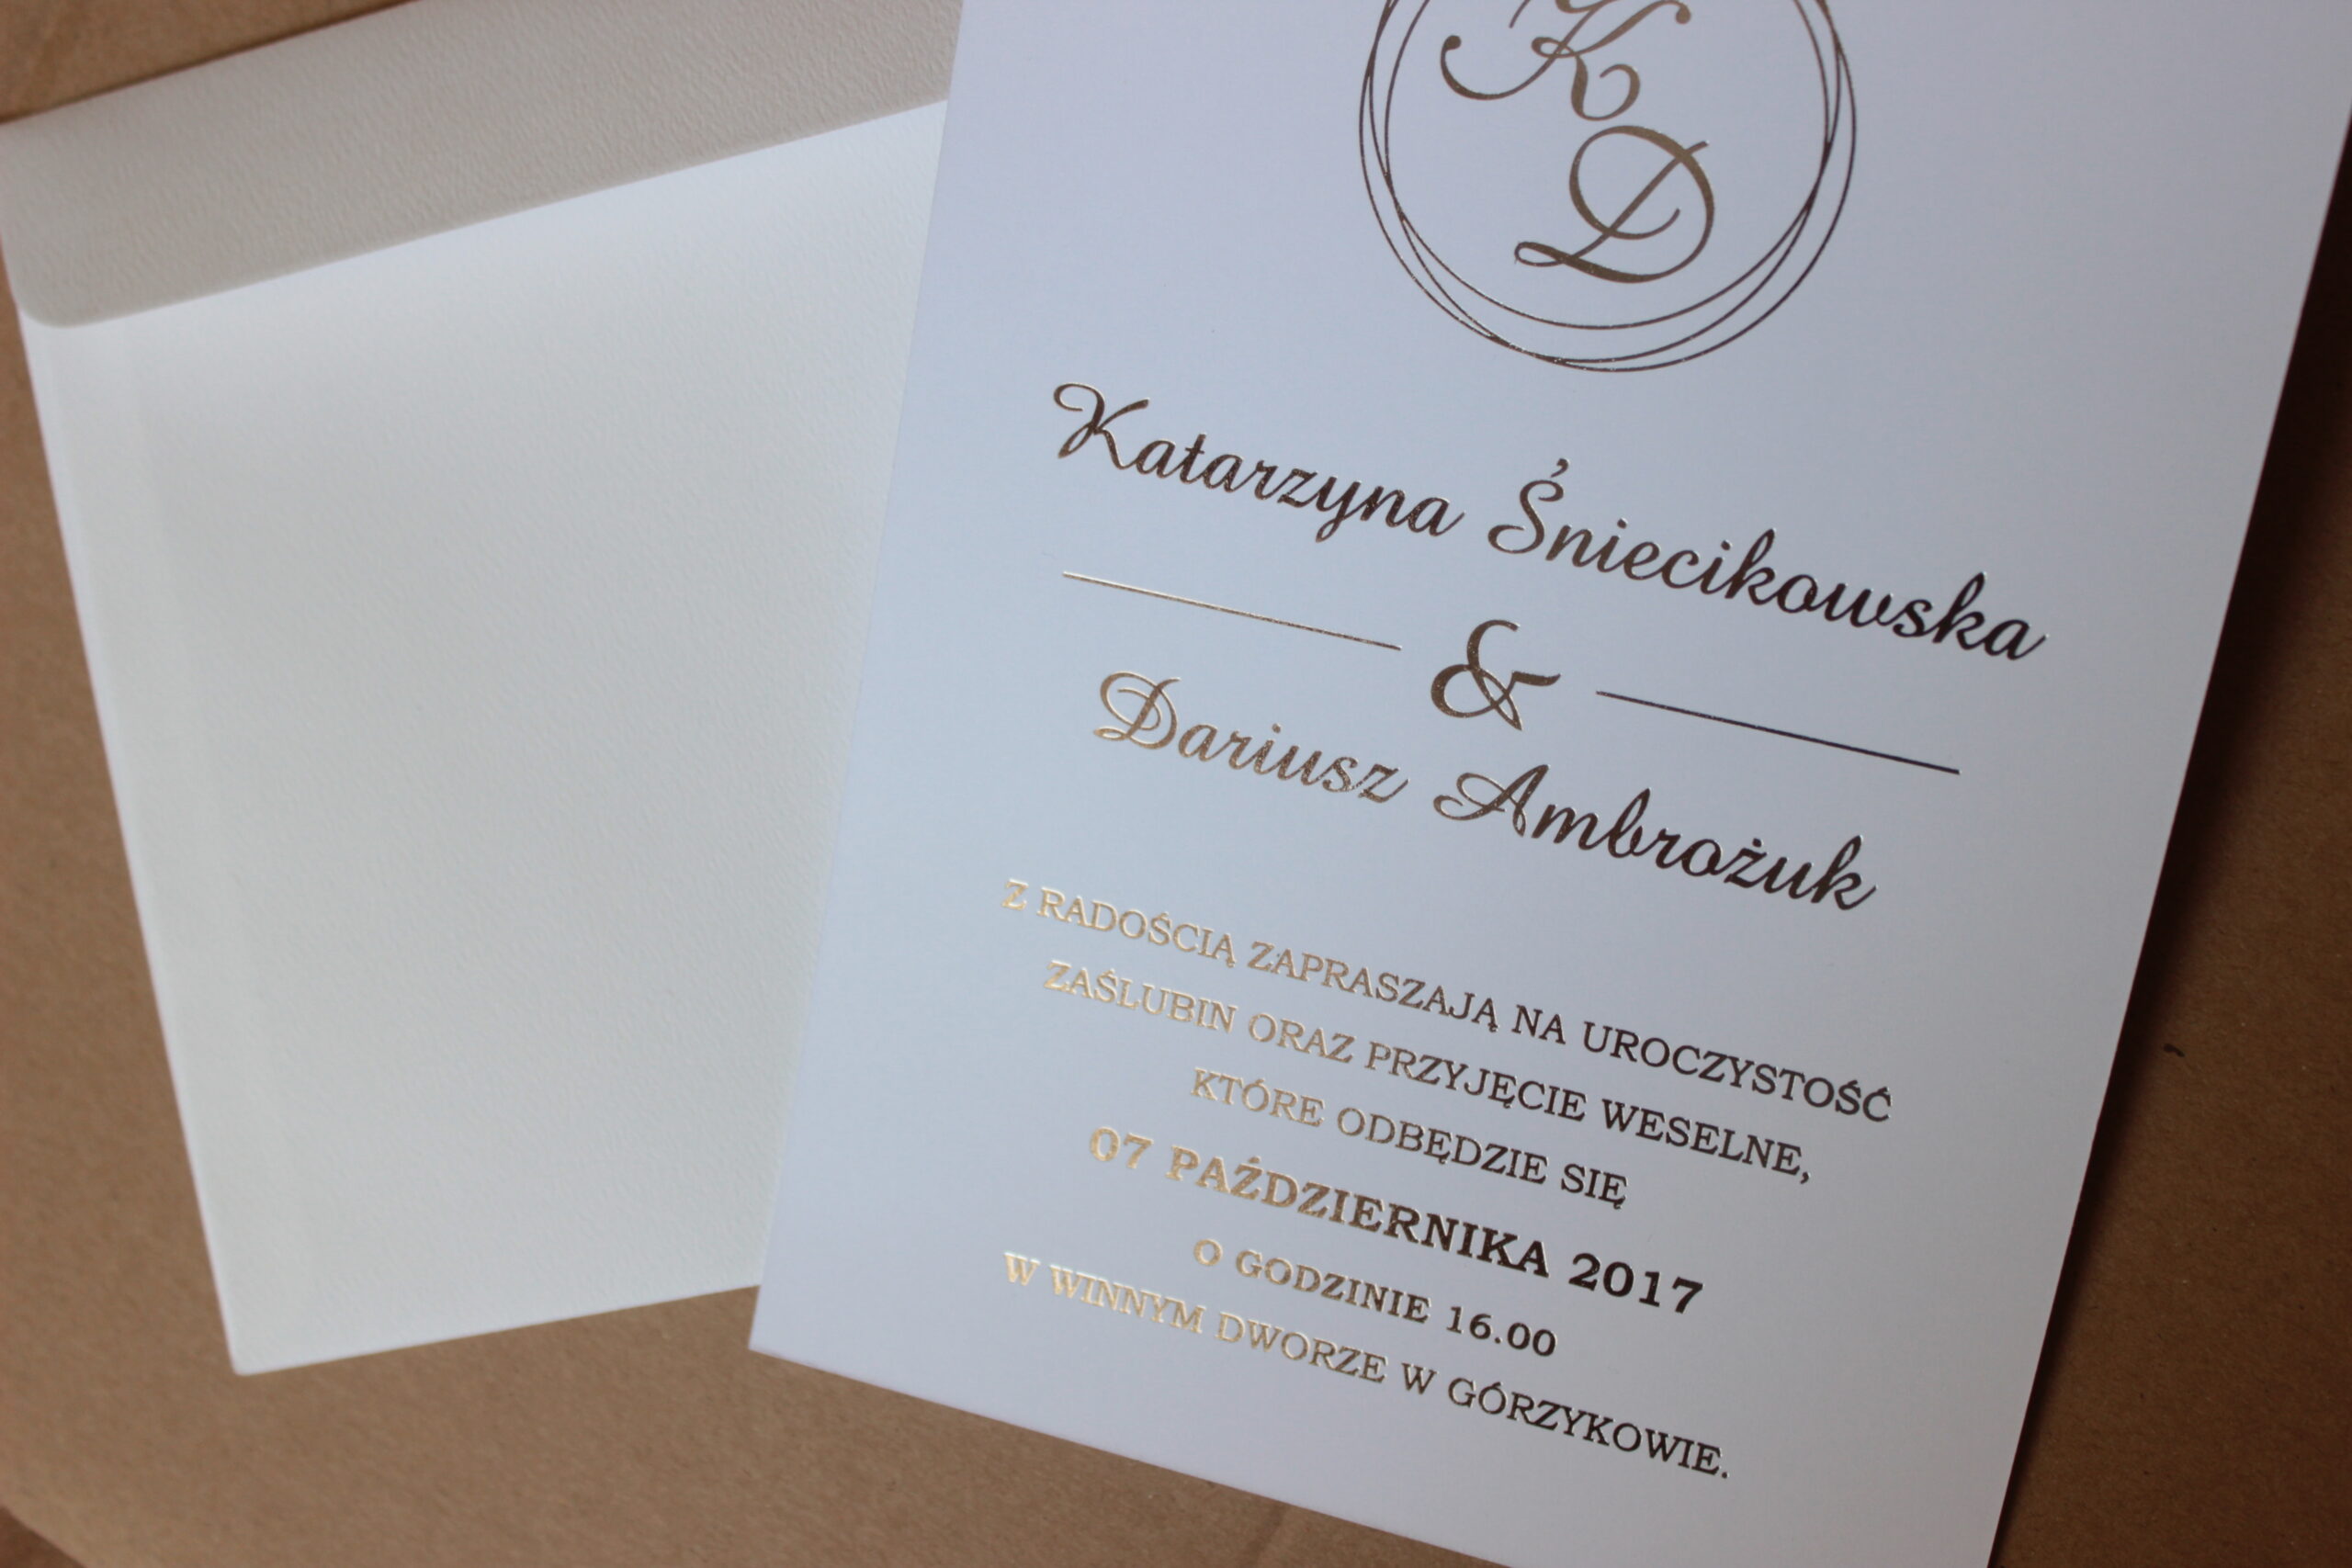 K
D
Katarzyna Śniecikowska
&
Dariusz Ambrożuk
Z RADOŚCIĄ ZAPRASZAJĄ NA UROCZYSTOŚĆ
ZAŚLUBIN ORAZ PRZYJĘCIE WESELNE,
KTÓRE ODBĘDZIE SIĘ
07 PAŹDZIERNIKA 2017
O GODZINIE 16.00
W WINNYM DWORZE W GÓRZYKOWIE.